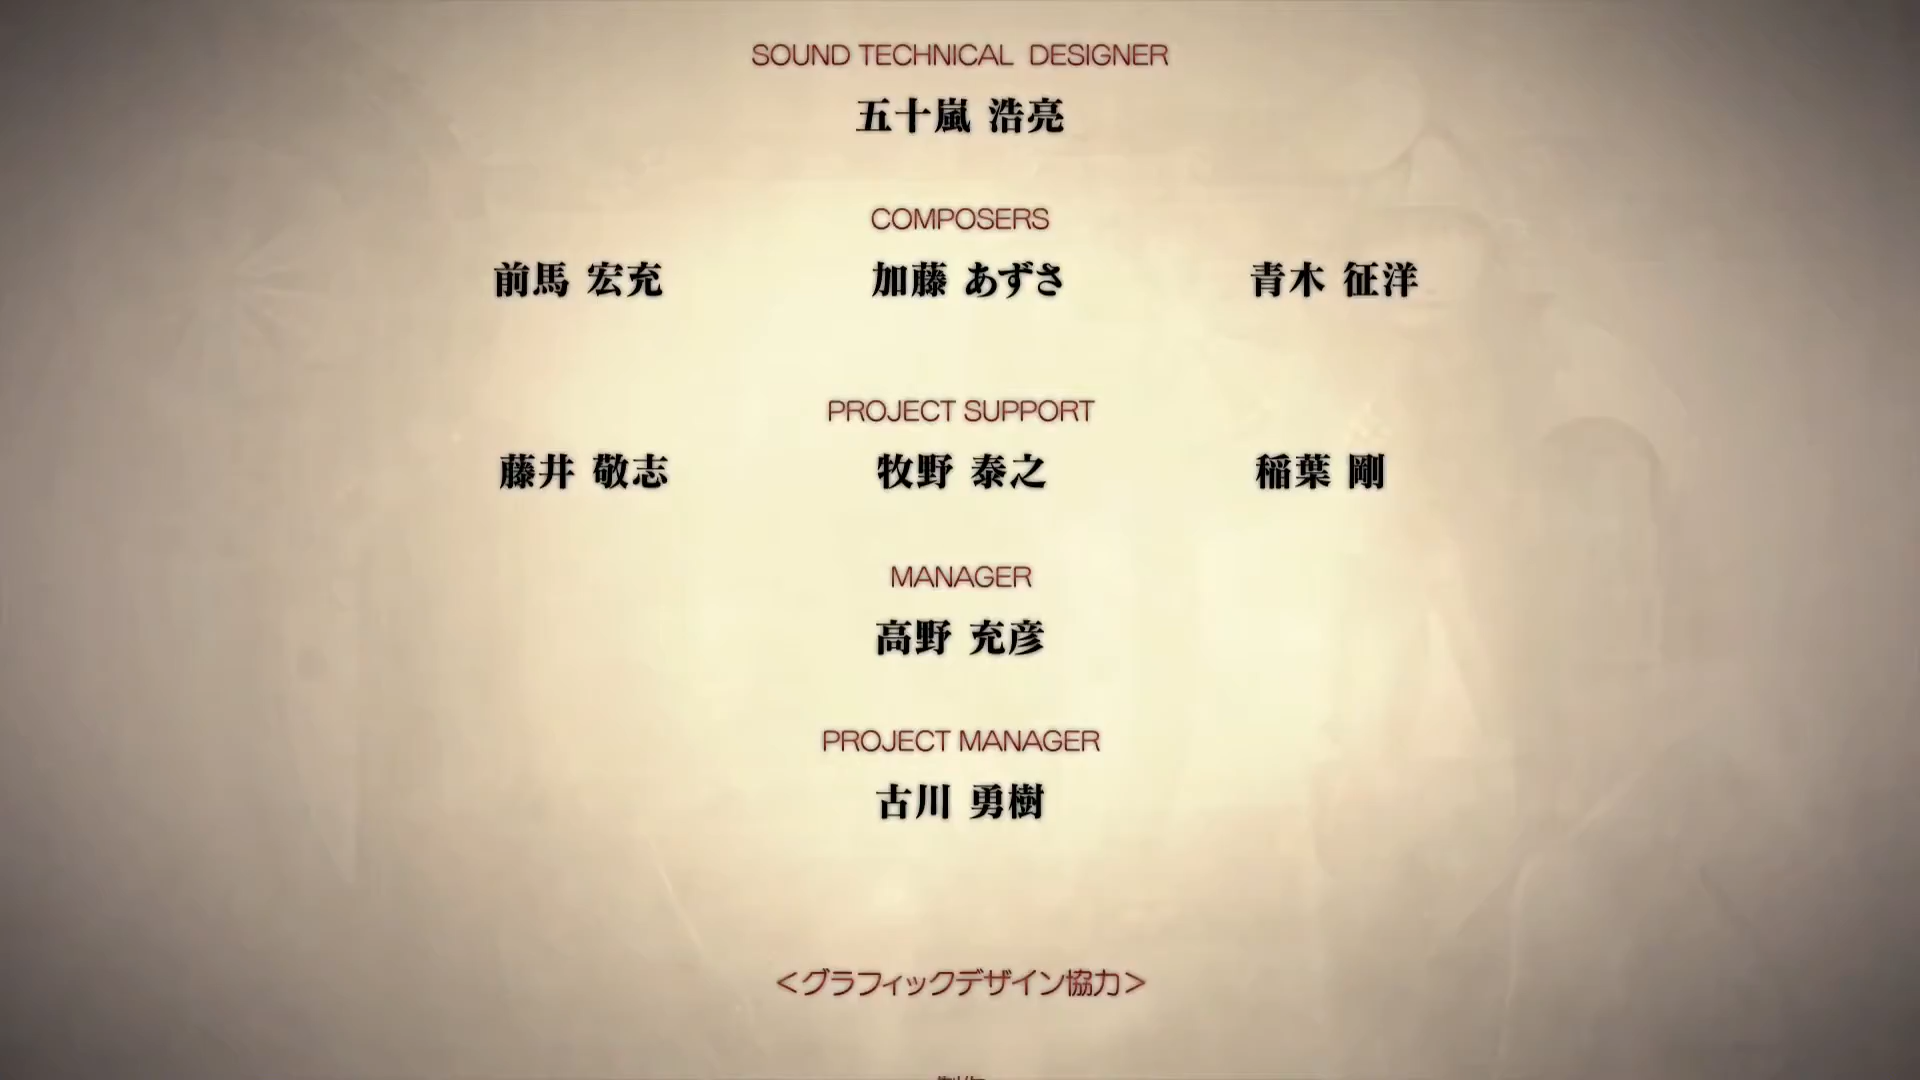 SOUND TECHNICAL DESIGNER
五十嵐 浩亮
COMPOSERS
前馬 宏充 加藤 あずさ 青木 征洋
PROJECT SUPPORT
藤井 敬志 牧野 泰之 稲葉 剛
MANAGER
高野 充彦
PROJECT MANAGER
古川 勇樹
<グラフィックデザイン協力>